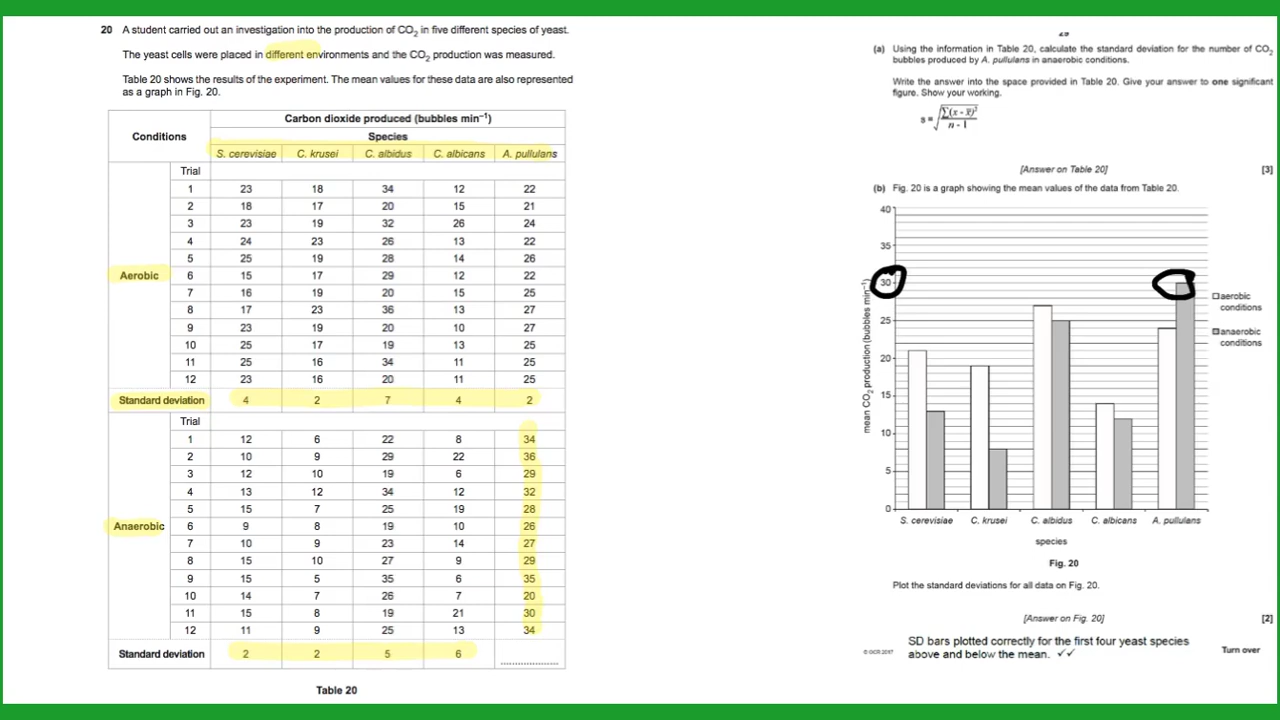 20 A student carried out an investigation into the production of CO₂ in five different species of yeast.
The yeast cells were placed in different environments and the CO₂ production was measured.
Table 20 shows the results of the experiment. The mean values for these data are also represented
as a graph in Fig. 20.
Conditions
Carbon dioxide produced (bubbles min⁻¹)
Species
S. cerevisiae C. krusei C. albidus C. albicans A. pullulans
Trial
1 23 18 34 12 22
2 18 17 20 15 21
3 23 19 32 26 24
4 24 23 26 13 22
5 25 19 28 14 26
Aerobic 6 15 17 29 12 22
7 16 19 20 15 25
8 17 23 36 13 27
9 23 19 20 10 27
10 25 17 19 13 25
11 25 16 34 11 25
12 23 16 20 11 25
Standard deviation 4 2 7 4 2
Trial
1 12 6 22 8 34
2 10 9 29 22 36
3 12 10 19 6 29
4 13 12 34 12 32
5 15 7 25 19 28
Anaerobic 6 9 8 19 10 26
7 10 9 23 14 27
8 15 10 27 9 29
9 15 5 35 6 35
10 14 7 26 7 20
11 15 8 19 21 30
12 11 9 25 13 34
Standard deviation 2 2 5 6 ....................
Table 20
(a) Using the information in Table 20, calculate the standard deviation for the number of CO₂
bubbles produced by A. pullulans in anaerobic conditions.
Write the answer into the space provided in Table 20. Give your answer to one significant
figure. Show your working.
s = √(∑(x - x̄)² / n - 1)
[Answer on Table 20] [3]
(b) Fig. 20 is a graph showing the mean values of the data from Table 20.
mean CO₂ production (bubbles min⁻¹)
40
35
30
25
20
15
10
5
0
aerobic
conditions
anaerobic
conditions
S. cerevisiae C. krusei C. albidus C. albicans A. pullulans
species
Fig. 20
Plot the standard deviations for all data on Fig. 20.
[Answer on Fig. 20] [2]
SD bars plotted correctly for the first four yeast species
above and below the mean. ✓✓
© OCR 2017
Turn over